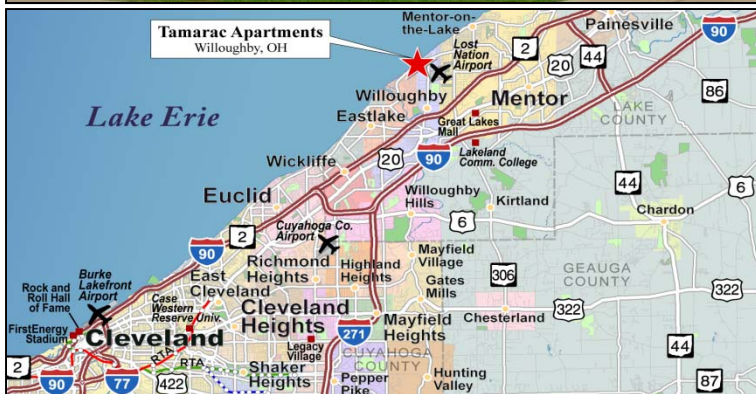 Tamarac Apartments
Willoughby, OH
Mentor-on-
the-Lake
Painesville
90
Lost
Nation
Airport
2
44
20
86
Lake Erie
Willoughby
Mentor
LAKE
COUNTY
Eastlake
Great Lakes
Mall
Wickliffe
20
90
Lakeland
Comm. College
44
6
Euclid
Willoughby
Hills
Kirtland
Chardon
90
2
Cuyahoga Co.
Airport
6
Burke
Lakefront
Airport
Richmond
Heights
Mayfield
Village
306
GEAUGA
COUNTY
Rock and
Roll Hall
of Fame
East
Cleveland
Highland
Heights
Gates
Mills
322
322
Case
Western
Reserve Univ.
Cleveland
Heights
Chesterland
FirstEnergy
Stadium
Cleveland
271
Mayfield
Heights
Legacy
Village
CUYAHOGA
COUNTY
44
2
RTA
RTA
Shaker
Heights
90
77
422
Pepper
Pike
Hunting
Valley
87